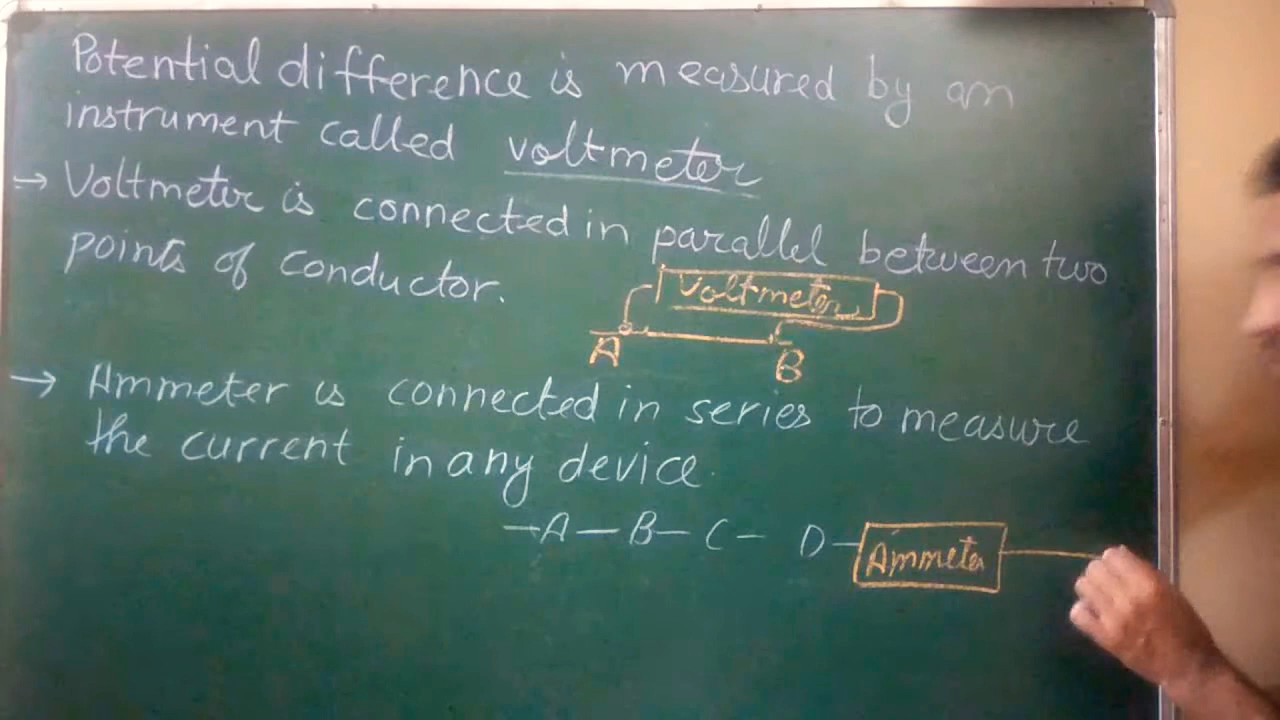 Potential difference is measured by an
instrument called voltmeter
→ Voltmeter is connected in parallel between two
points of conductor.
Voltmeter
A B
→ Ammeter is connected in series to measure
the current in any device.
→A — B — C — D — Ammeter